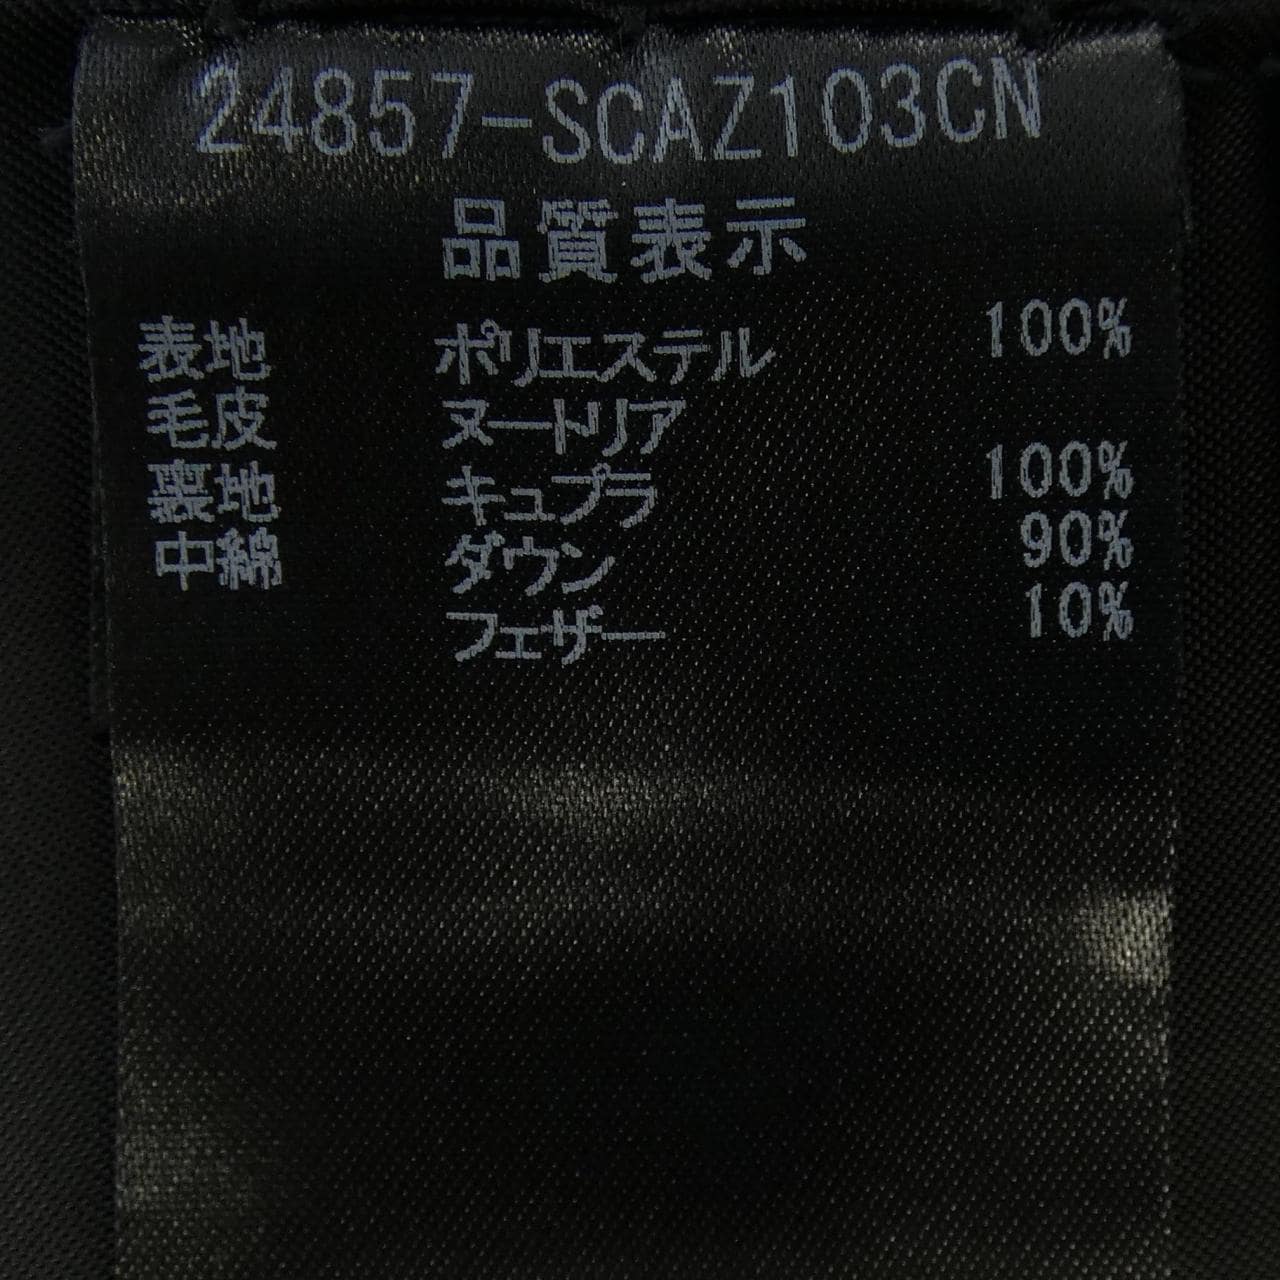 24857-SCAZ103CN
品質表示
表地 ポリエステル 100%
毛皮 ヌートリア
裏地 キュプラ 100%
中綿 ダウン 90%
フェザー 10%